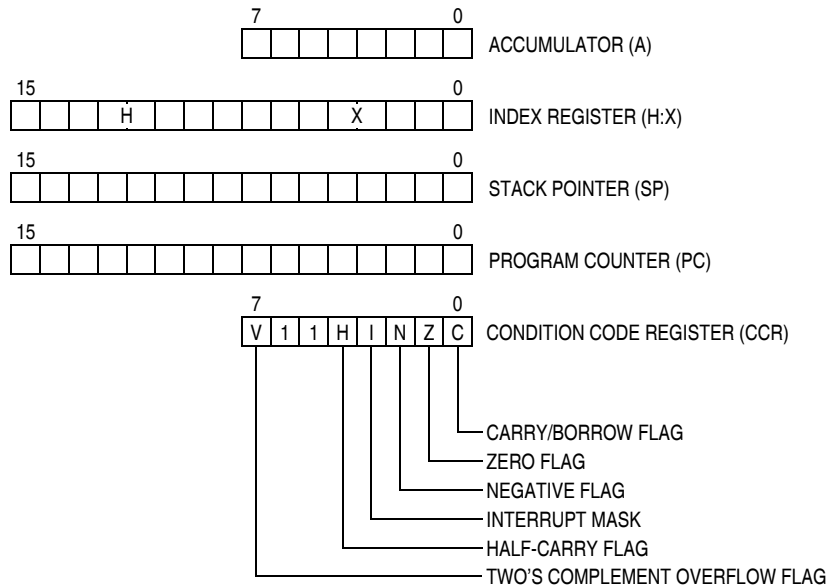 7 0
ACCUMULATOR (A)
15 0
H X INDEX REGISTER (H:X)
15 0
STACK POINTER (SP)
15 0
PROGRAM COUNTER (PC)
7 0
V 1 1 H I N Z C CONDITION CODE REGISTER (CCR)
CARRY/BORROW FLAG
ZERO FLAG
NEGATIVE FLAG
INTERRUPT MASK
HALF-CARRY FLAG
TWO'S COMPLEMENT OVERFLOW FLAG